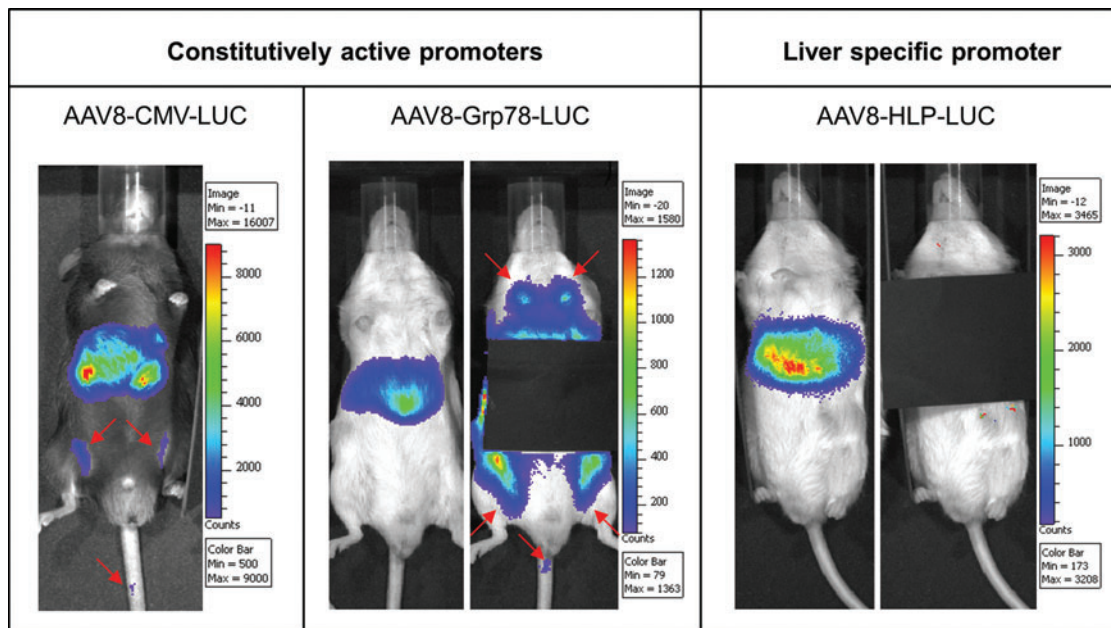 Constitutively active promoters
Liver specific promoter
AAV8-CMV-LUC
AAV8-Grp78-LUC
AAV8-HLP-LUC
Image
Min = -11
Max = 16007
8000
6000
4000
2000
Counts
Color Bar
Min = 500
Max = 9000
)
Image
Min = -20
Max = 1580
1200
1000
800
600
400
200
Counts
Color Bar
Min = 79
Max = 1363
Image
Min = -12
Max = 3465
3000
2000
1000
Counts
Color Bar
Min = 173
Max = 3208